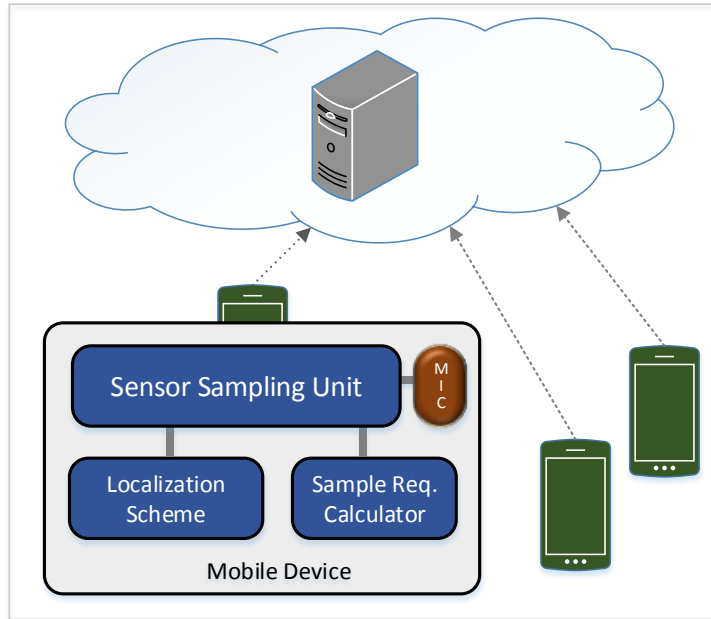 Sensor Sampling Unit
M
I
C
Localization
Scheme
Sample Req.
Calculator
Mobile Device